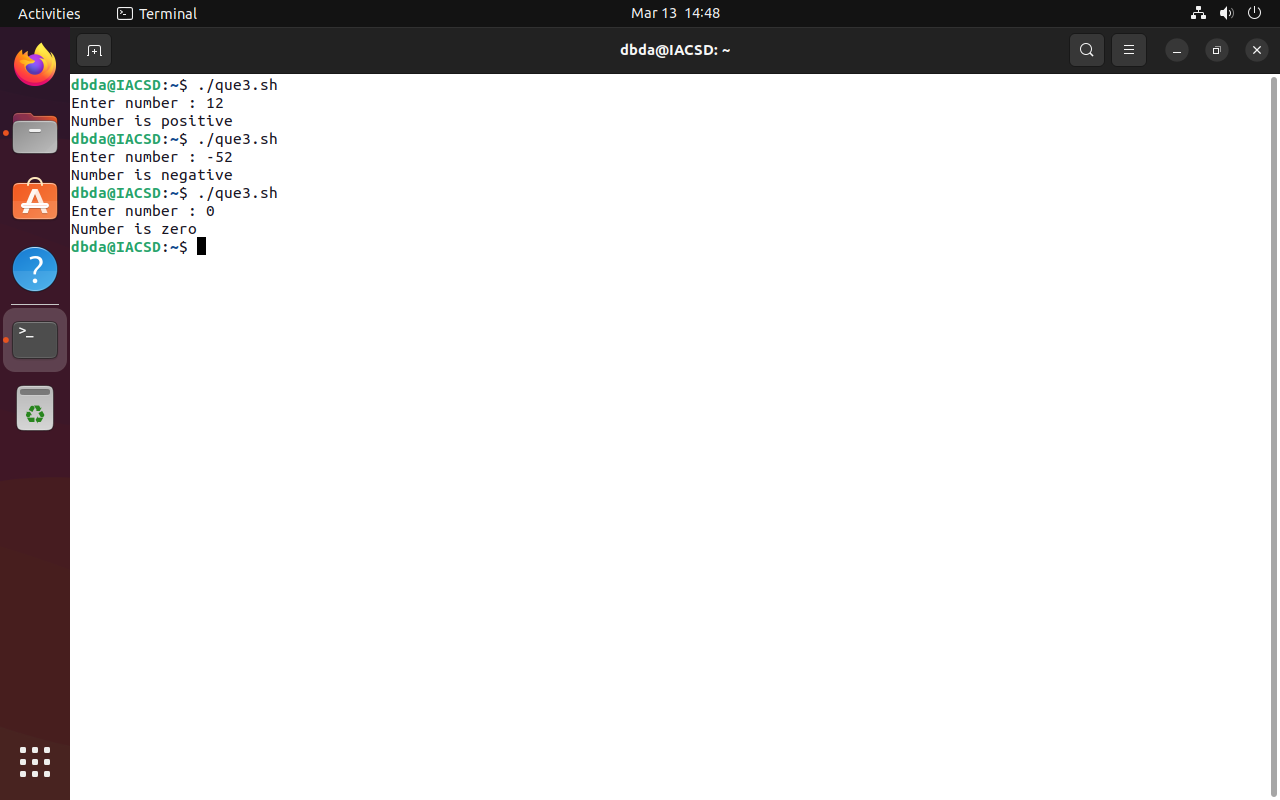 Activities Terminal Mar 13 14:48
dbda@IACSD: ~
dbda@IACSD:~$ ./que3.sh
Enter number : 12
Number is positive
dbda@IACSD:~$ ./que3.sh
Enter number : -52
Number is negative
dbda@IACSD:~$ ./que3.sh
Enter number : 0
Number is zero
dbda@IACSD:~$